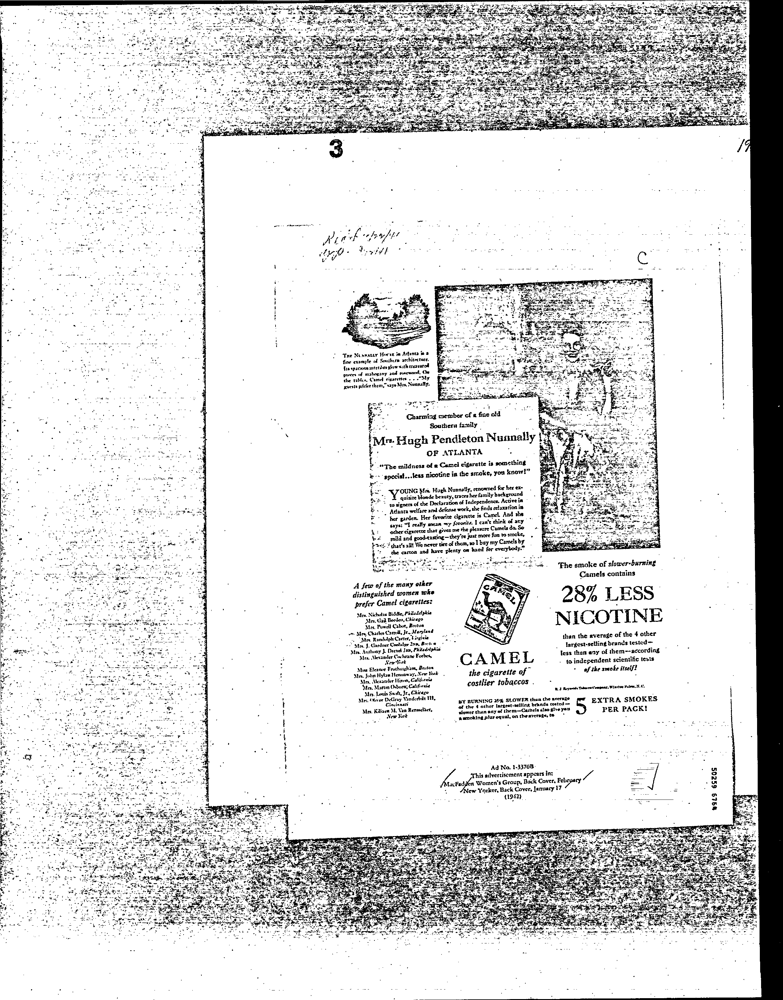 3
19
C
The Nunnally House in Atlanta is a
fine example of Southern architecture.
Its spacious interiors glow with treasured
pieces of mahogany and rosewood. On
the tables, Camel cigarettes . . . "My
guests prefer them," says Mrs. Nunnally.
Charming member of a fine old
Southern family
Mrs. Hugh Pendleton Nunnally
OF ATLANTA
"The mildness of a Camel cigarette is something
special...less nicotine in the smoke, you know!"
YOUNG Mrs. Hugh Nunnally, renowned for her ex-
quisite blonde beauty, traces her family background
to signers of the Declaration of Independence. Active in
Atlanta welfare and defense work, she finds relaxation in
her garden. Her favorite cigarette is Camel. And she
says: "I really mean my favorite. I can't think of any
other cigarette that gives me the pleasure Camels do. So
mild and good-tasting—they're just more fun to smoke,
that's all! We never tire of them, so I buy my Camels by
the carton and have plenty on hand for everybody."
A few of the many other
distinguished women who
prefer Camel cigarettes:
Mrs. Nicholas Biddle, Philadelphia
Mrs. Gail Borden, Chicago
Mrs. Powell Cabot, Boston
Mrs. Charles Carroll, Jr., Maryland
Mrs. Randolph Carter, Virginia
Mrs. J. Gardner Coolidge 2nd, Boston
Mrs. Anthony J. Drexel 3rd, Philadelphia
Mrs. Alexander Cochrane Forbes,
New York
Miss Eleanor Frothingham, Boston
Mrs. John Hylan Heminway, New York
Mrs. Alexander Hixon, California
Mrs. Marion Osborn, California
Mrs. Louis Swift, Jr., Chicago
Mrs. Oscar DeGray Vanderbilt III,
Cincinnati
Mrs. Kiliaen M. Van Rensselaer,
New York
CAMEL
CAMEL
the cigarette of
costlier tobaccos
The smoke of slower-burning
Camels contains
28% LESS
NICOTINE
than the average of the 4 other
largest-selling brands tested—
less than any of them—according
to independent scientific tests
of the smoke itself!
R. J. Reynolds Tobacco Company, Winston-Salem, N. C.
BY BURNING 25% SLOWER than the average
of the 4 other largest-selling brands tested—
slower than any of them—Camels also give you
a smoking plus equal, on the average, to
5 EXTRA SMOKES
PER PACK!
Ad No. 1-3370B
This advertisement appears in:
MacFadden Women's Group, Back Cover, February
New Yorker, Back Cover, January 17
(1942)
50259 6764